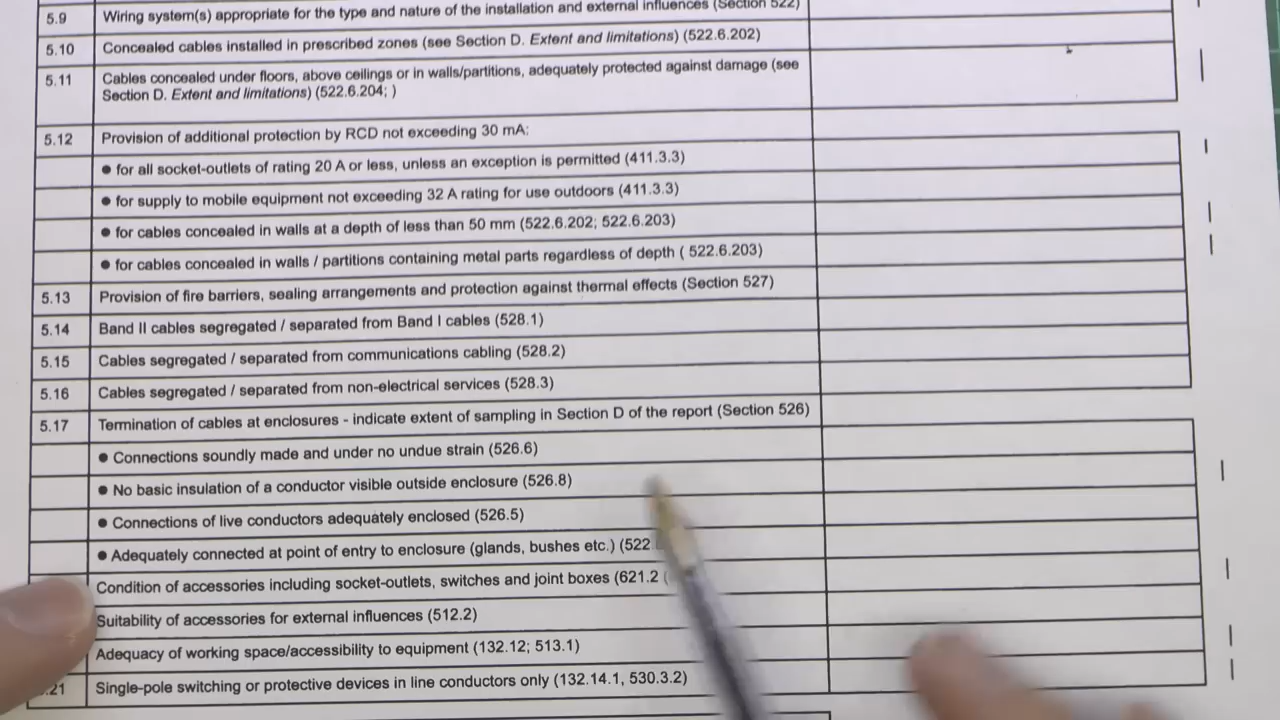 5.9 Wiring system(s) appropriate for the type and nature of the installation and external influences (Section 522)
5.10 Concealed cables installed in prescribed zones (see Section D. Extent and limitations) (522.6.202)
5.11 Cables concealed under floors, above ceilings or in walls/partitions, adequately protected against damage (see
Section D. Extent and limitations) (522.6.204; )
5.12 Provision of additional protection by RCD not exceeding 30 mA:
● for all socket-outlets of rating 20 A or less, unless an exception is permitted (411.3.3)
● for supply to mobile equipment not exceeding 32 A rating for use outdoors (411.3.3)
● for cables concealed in walls at a depth of less than 50 mm (522.6.202; 522.6.203)
● for cables concealed in walls / partitions containing metal parts regardless of depth ( 522.6.203)
5.13 Provision of fire barriers, sealing arrangements and protection against thermal effects (Section 527)
5.14 Band II cables segregated / separated from Band I cables (528.1)
5.15 Cables segregated / separated from communications cabling (528.2)
5.16 Cables segregated / separated from non-electrical services (528.3)
5.17 Termination of cables at enclosures - indicate extent of sampling in Section D of the report (Section 526)
● Connections soundly made and under no undue strain (526.6)
● No basic insulation of a conductor visible outside enclosure (526.8)
● Connections of live conductors adequately enclosed (526.5)
● Adequately connected at point of entry to enclosure (glands, bushes etc.) (522
Condition of accessories including socket-outlets, switches and joint boxes (621.2 (
Suitability of accessories for external influences (512.2)
Adequacy of working space/accessibility to equipment (132.12; 513.1)
.21 Single-pole switching or protective devices in line conductors only (132.14.1, 530.3.2)